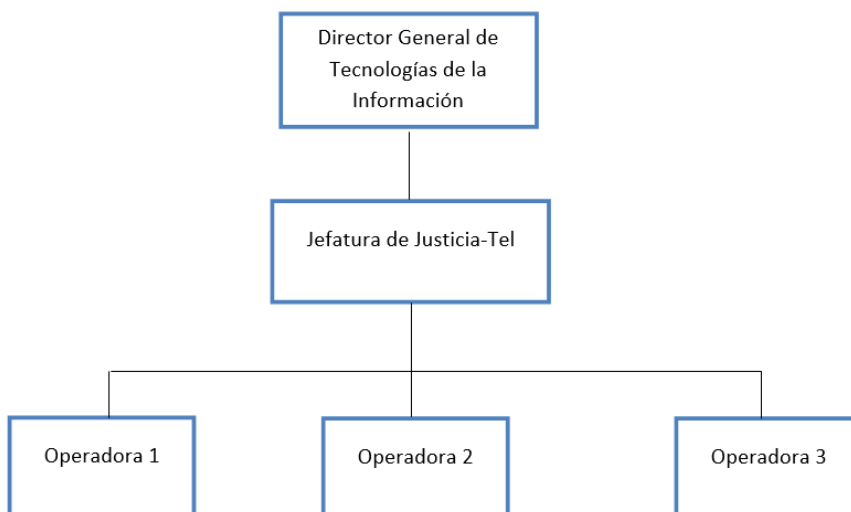 Director General de
Tecnologías de la
Información
Jefatura de Justicia-Tel
Operadora 1
Operadora 2
Operadora 3